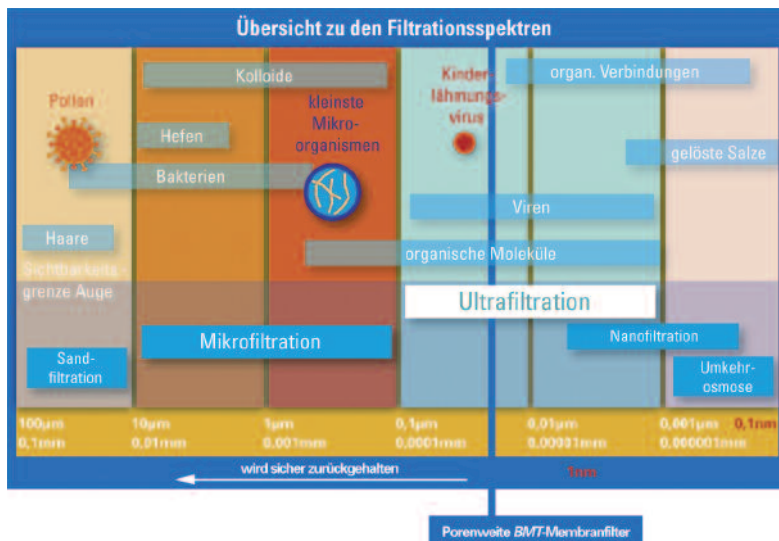 Übersicht zu den Filtrationsspektren
Kolloide
Kinder-
lähmungs-
virus
organ. Verbindungen
Pollen
kleinste
Mikro-
organismen
Hefen
gelöste Salze
Bakterien
Viren
Haare
organische Moleküle
Sichtbarkeits-
grenze Auge
Ultrafiltration
Mikrofiltration
Nanofiltration
Sand-
filtration
Umkehr-
osmose
100µm 10µm 1µm 0,1µm 0,01µm 0,001µm 0,1nm
0,1mm 0.01mm 0.001mm 0.0001mm 0.00001mm 0.000001mm
wird sicher zurückgehalten
1nm
Porenweite BMT-Membranfilter